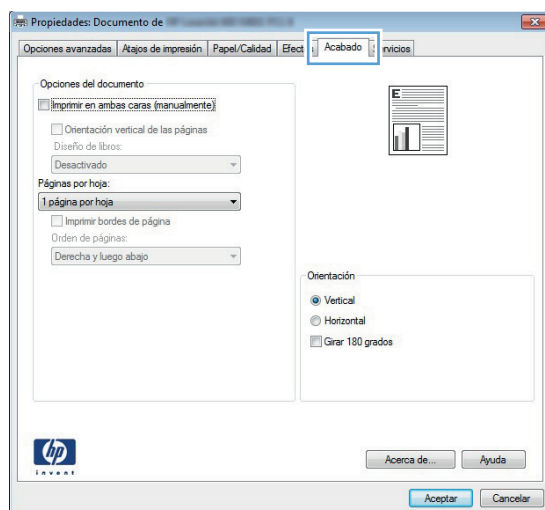 Propiedades: Documento de
Opciones avanzadas Atajos de impresión Papel/Calidad Acabado
Opciones del documento
Imprimir en ambas caras (manualmente)
Orientación vertical de las páginas
Diseño de libros:
Desactivado
Páginas por hoja:
1 página por hoja
Imprimir bordes de página
Orden de páginas:
Derecha y luego abajo
E
Orientación
Vertical
Horizontal
Girar 180 grados
hp
invent
Acerca de... Ayuda
Aceptar Cancelar